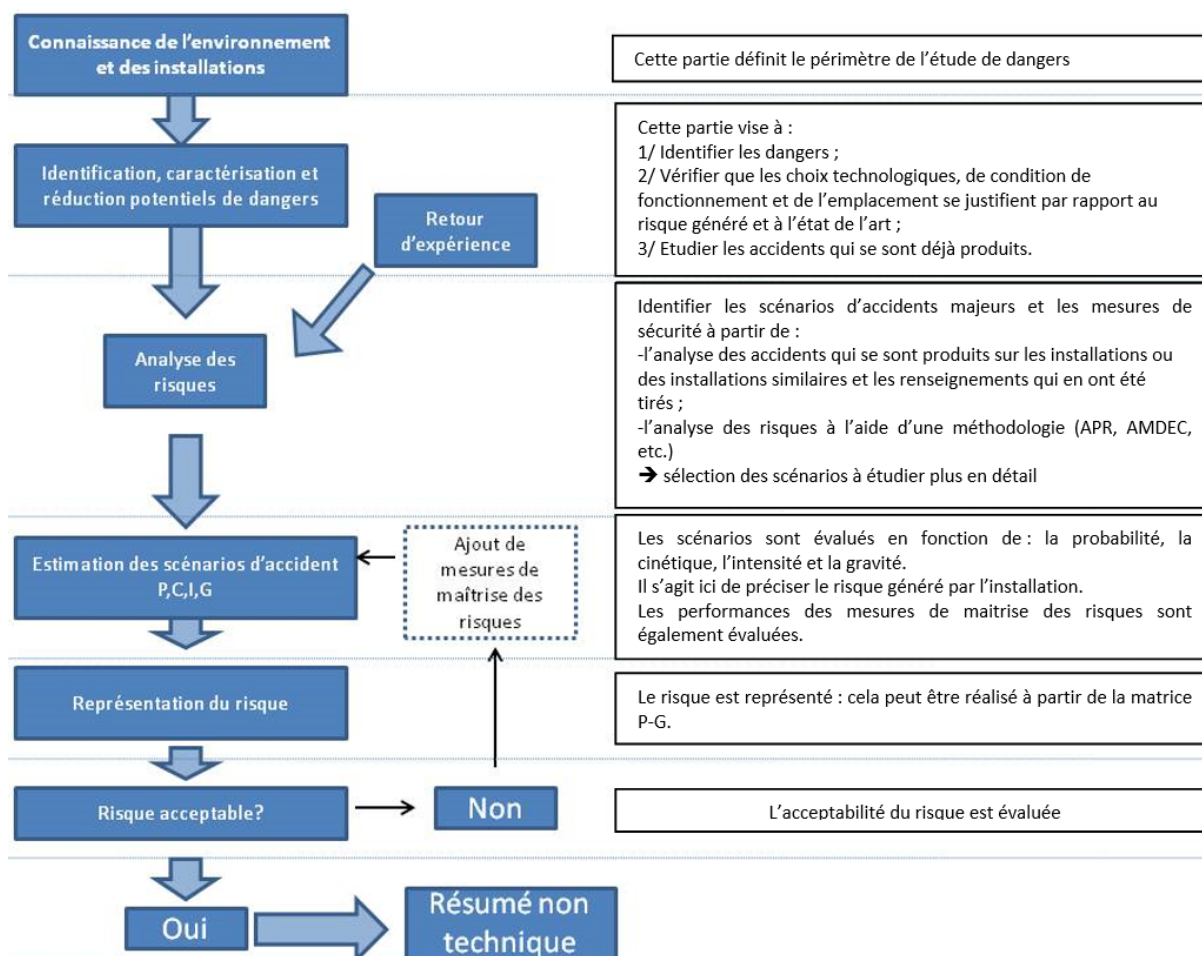 Connaissance de l'environnement
et des installations
Cette partie définit le périmètre de l'étude de dangers
Identification, caractérisation et
réduction potentiels de dangers
Retour
d'expérience
Cette partie vise à :
1/ Identifier les dangers ;
2/ Vérifier que les choix technologiques, de condition de
fonctionnement et de l'emplacement se justifient par rapport au
risque généré et à l'état de l'art ;
3/ Etudier les accidents qui se sont déjà produits.
Analyse des
risques
Identifier les scénarios d'accidents majeurs et les mesures de
sécurité à partir de :
-l'analyse des accidents qui se sont produits sur les installations ou
des installations similaires et les renseignements qui en ont été
tirés ;
-l'analyse des risques à l'aide d'une méthodologie (APR, AMDEC,
etc.)
➔ sélection des scénarios à étudier plus en détail
Estimation des scénarios d'accident
P,C,I,G
Ajout de
mesures de
maîtrise des
risques
Les scénarios sont évalués en fonction de : la probabilité, la
cinétique, l'intensité et la gravité.
Il s'agit ici de préciser le risque généré par l'installation.
Les performances des mesures de maitrise des risques sont
également évaluées.
Représentation du risque
Le risque est représenté : cela peut être réalisé à partir de la matrice
P-G.
Risque acceptable?
Non
L'acceptabilité du risque est évaluée
Oui
Résumé non
technique